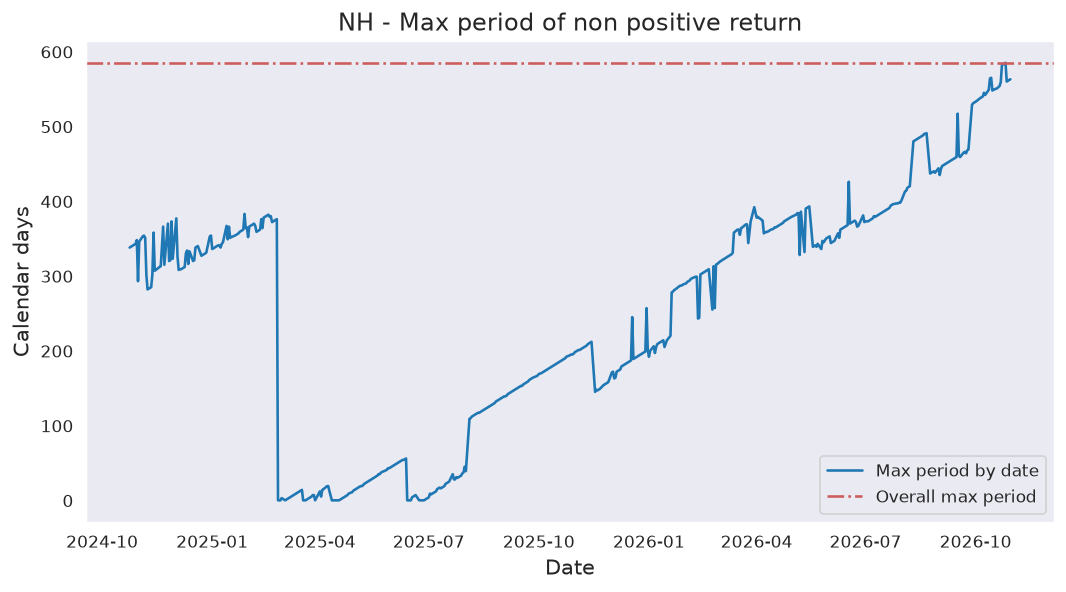 NH - Max period of non positive return
Calendar days
600
500
400
300
200
100
0
Max period by date
Overall max period
2024-10 2025-01 2025-04 2025-07 2025-10 2026-01 2026-04 2026-07 2026-10
Date